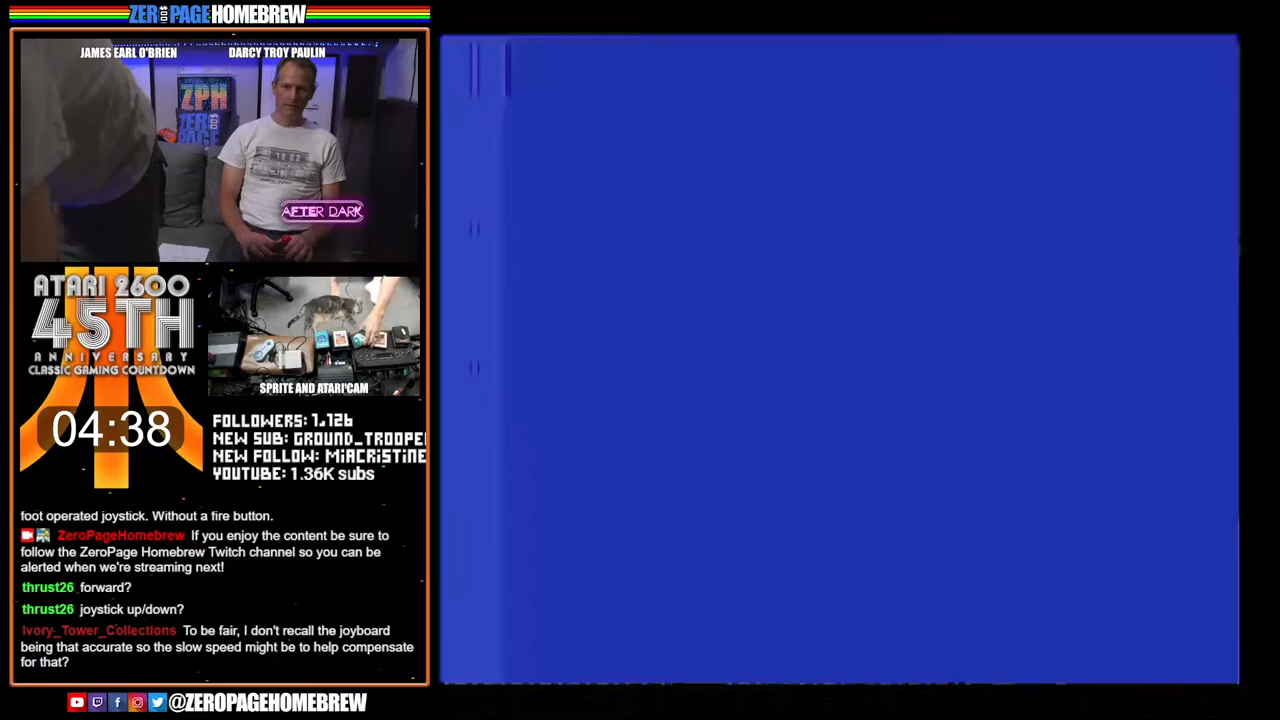 ZEROPAGE HOMEBREW
JAMES EARL O'BRIEN
DARCY TROY PAULIN
ZPH
ZERO
PAGE
AFTER DARK
ATARI 2600
45TH
ANNIVERSARY
CLASSIC GAMING COUNTDOWN
04:38
SPRITE AND ATARI CAM
FOLLOWERS: 1,126
NEW SUB: GROUND_TROOPER
NEW FOLLOW: MIACRISTINE
YOUTUBE: 1.36K subs
foot operated joystick. Without a fire button.
ZeroPageHomebrew If you enjoy the content be sure to
follow the ZeroPage Homebrew Twitch channel so you can be
alerted when we're streaming next!
thrust26 forward?
thrust26 joystick up/down?
Ivory_Tower_Collections To be fair, I don't recall the joyboard
being that accurate so the slow speed might be to help compensate
for that?
@ZEROPAGEHOMEBREW